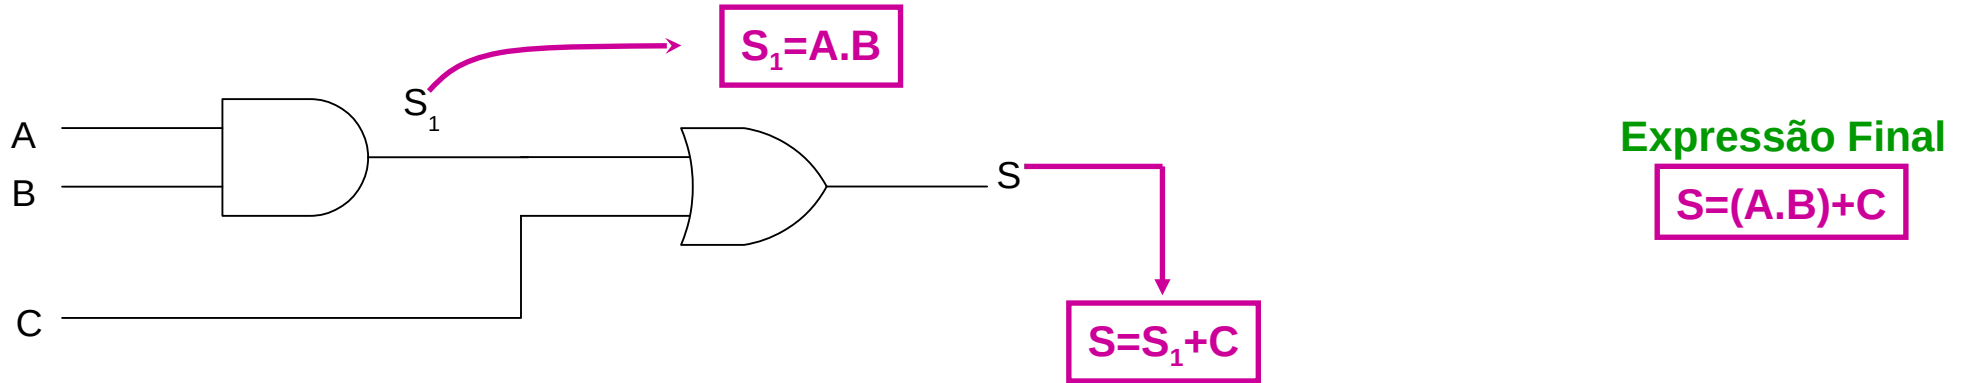 S₁=A.B
S₁
A
B
C
S
S=S₁+C
Expressão Final
S=(A.B)+C